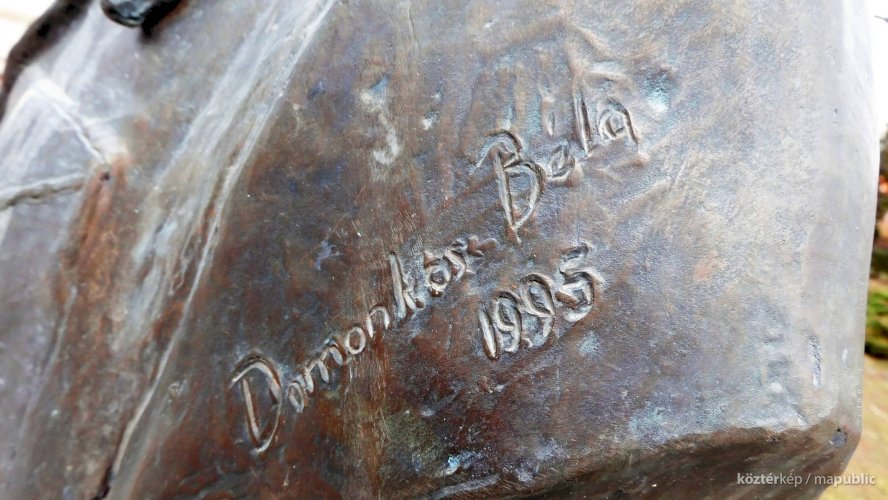 Domonkos Béla
1995
köztérkép / mapublic